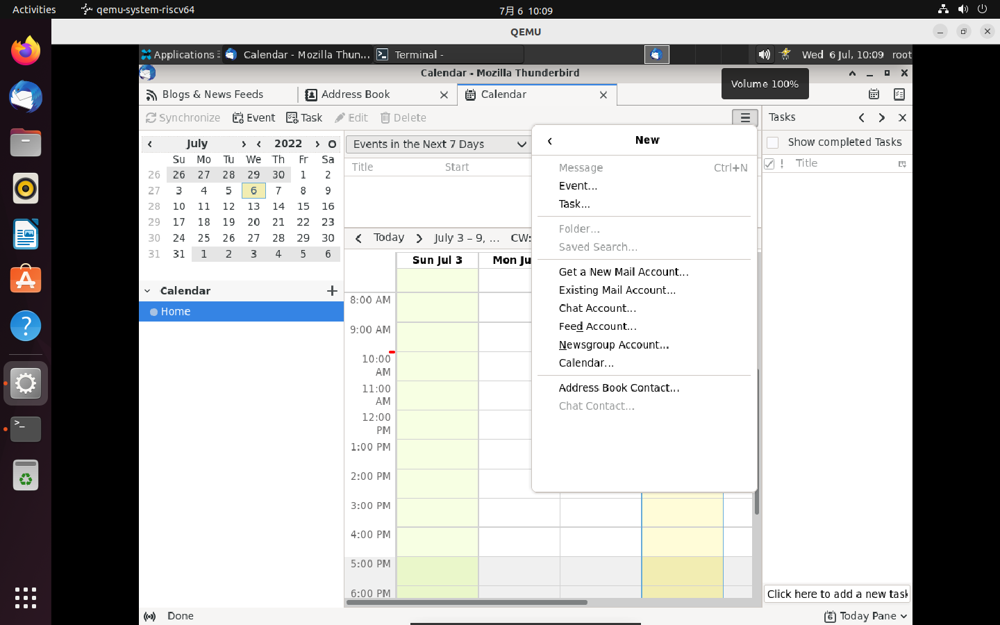 Activities qemu-system-riscv64 7月 6 10:09
QEMU
Applications Calendar - Mozilla Thun... Terminal - Wed 6 Jul, 10:09 root
Calendar - Mozilla Thunderbird
Volume 100%
Blogs & News Feeds Address Book Calendar
Synchronize Event Task Edit Delete Tasks
July 2022 Events in the Next 7 Days New Show completed Tasks
Su Mo Tu We Th Fr Sa Title Start Title
26 26 27 28 29 30 1 2
27 3 4 5 6 7 8 9
28 10 11 12 13 14 15 16
29 17 18 19 20 21 22 23
30 24 25 26 27 28 29 30
31 31 1 2 3 4 5 6
Message Ctrl+N
Event...
Task...
Folder...
Saved Search...
Get a New Mail Account...
Existing Mail Account...
Chat Account...
Feed Account...
Newsgroup Account...
Calendar...
Address Book Contact...
Chat Contact...
Today July 3 – 9, ... CW:
Sun Jul 3 Mon Ju
Calendar
Home
8:00 AM
9:00 AM
10:00
AM
11:00
AM
12:00
PM
1:00 PM
2:00 PM
3:00 PM
4:00 PM
5:00 PM
6:00 PM
Click here to add a new task
Done 6 Today Pane